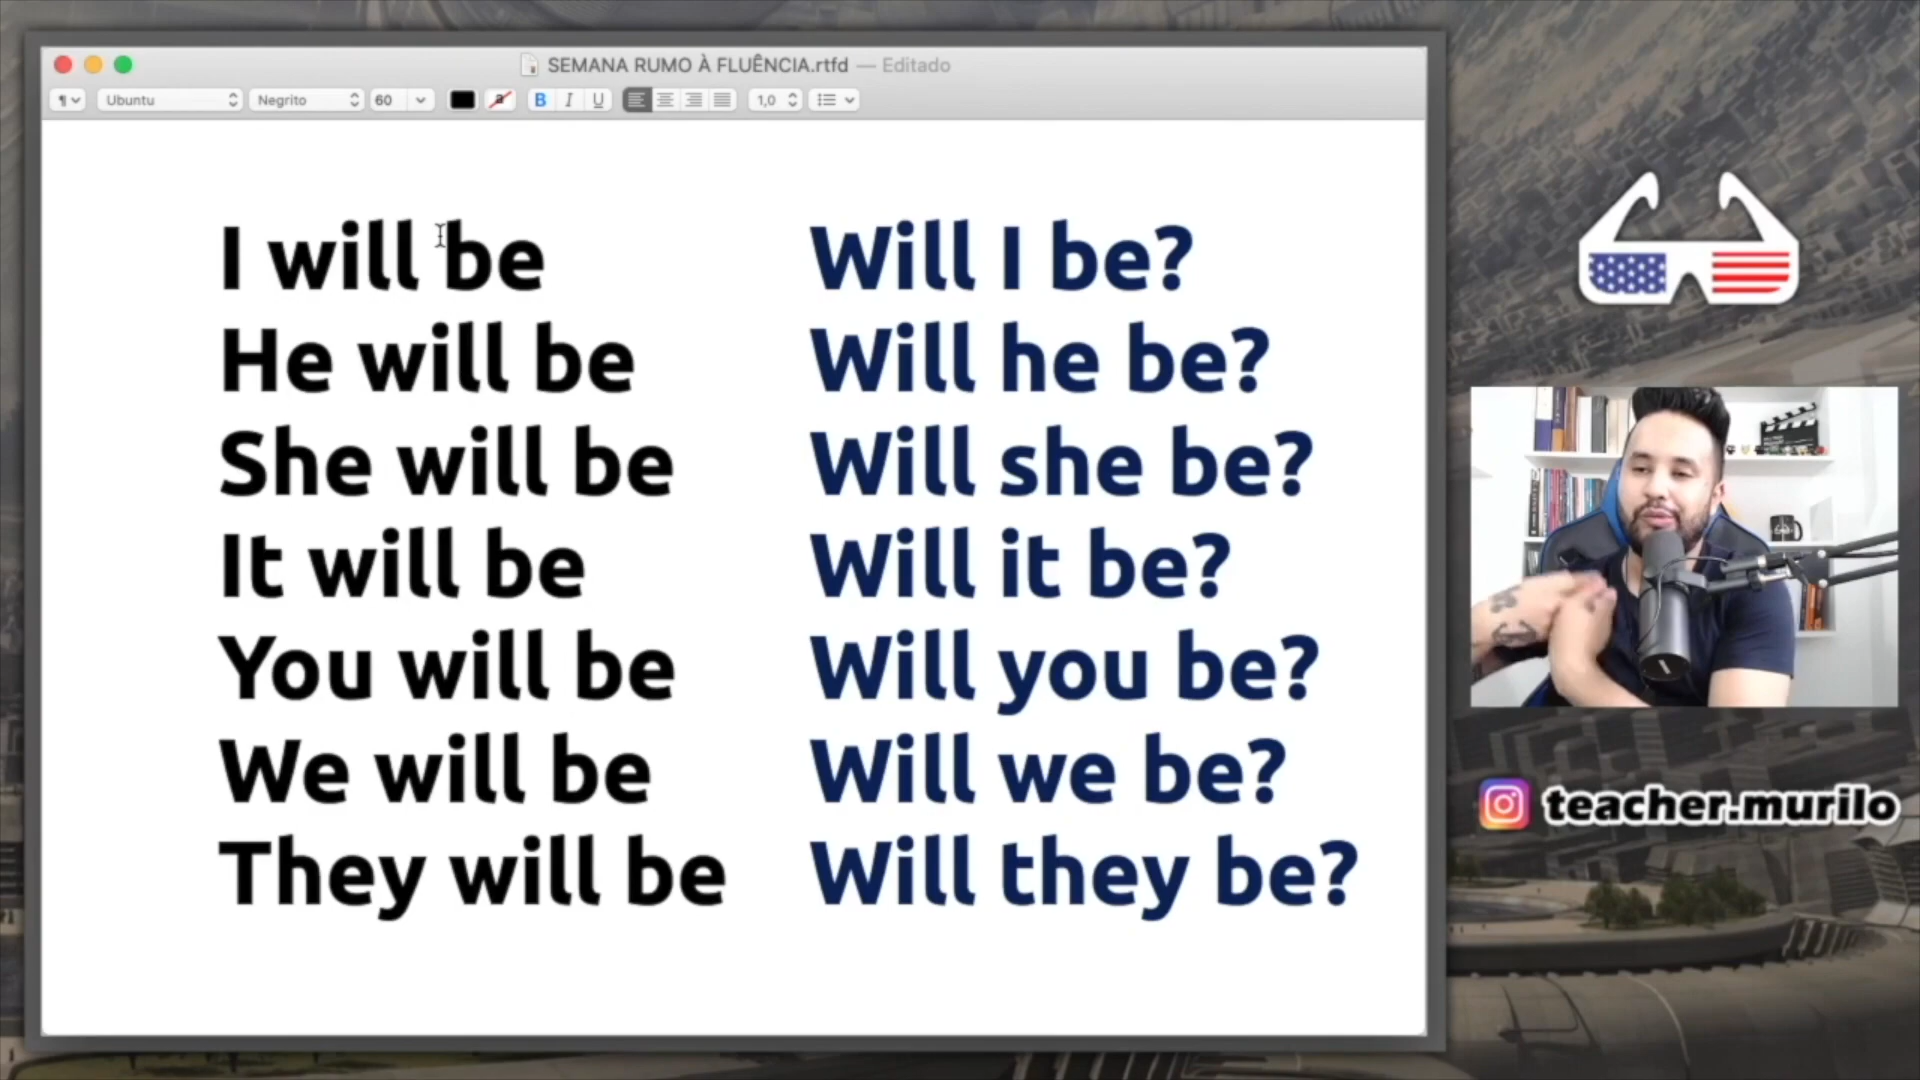 SEMANA RUMO À FLUÊNCIA.rtfd — Editado
¶ Ubuntu Negrito 60 a B I U 1,0
I will be
Will I be?
He will be
Will he be?
She will be
Will she be?
It will be
Will it be?
You will be
Will you be?
We will be
Will we be?
They will be
Will they be?
teacher.murilo